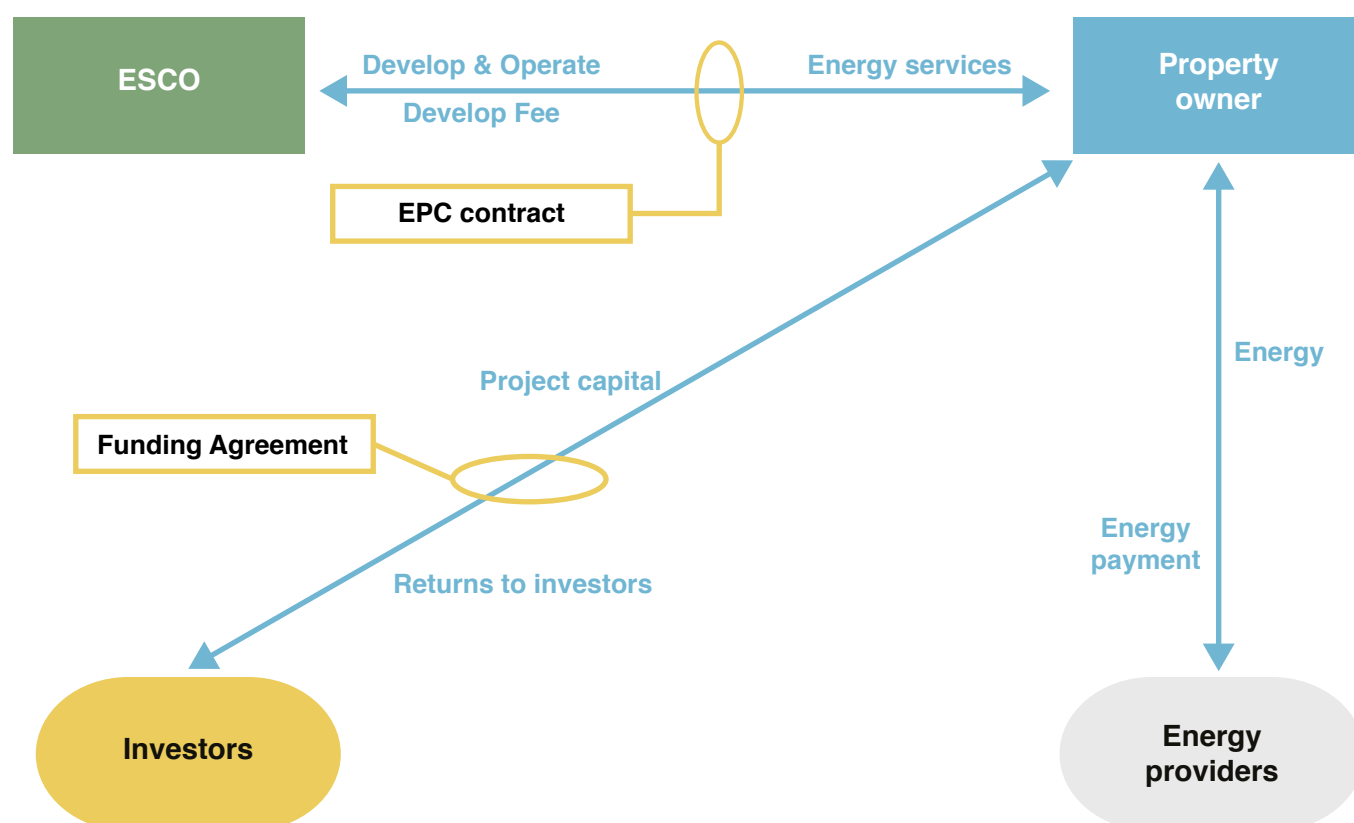 ESCO
Develop & Operate
Energy services
Develop Fee
Property
owner
EPC contract
Energy
Project capital
Funding Agreement
Energy
payment
Returns to investors
Investors
Energy
providers